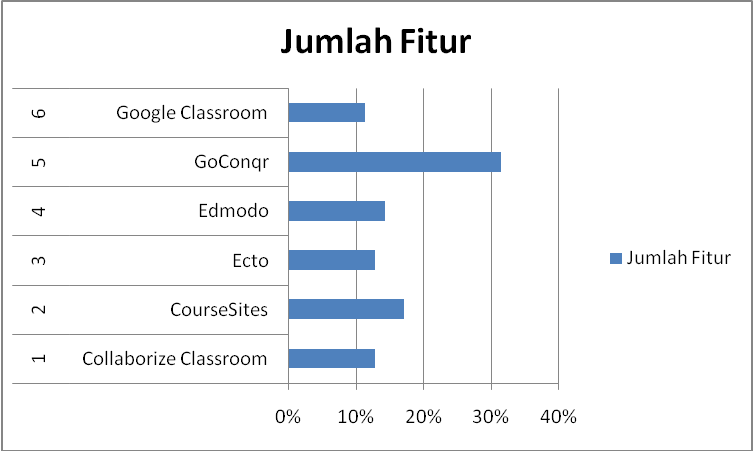 Jumlah Fitur
6 Google Classroom
5 GoConqr
4 Edmodo
3 Ecto
2 CourseSites
1 Collaborize Classroom
0% 10% 20% 30% 40%
Jumlah Fitur